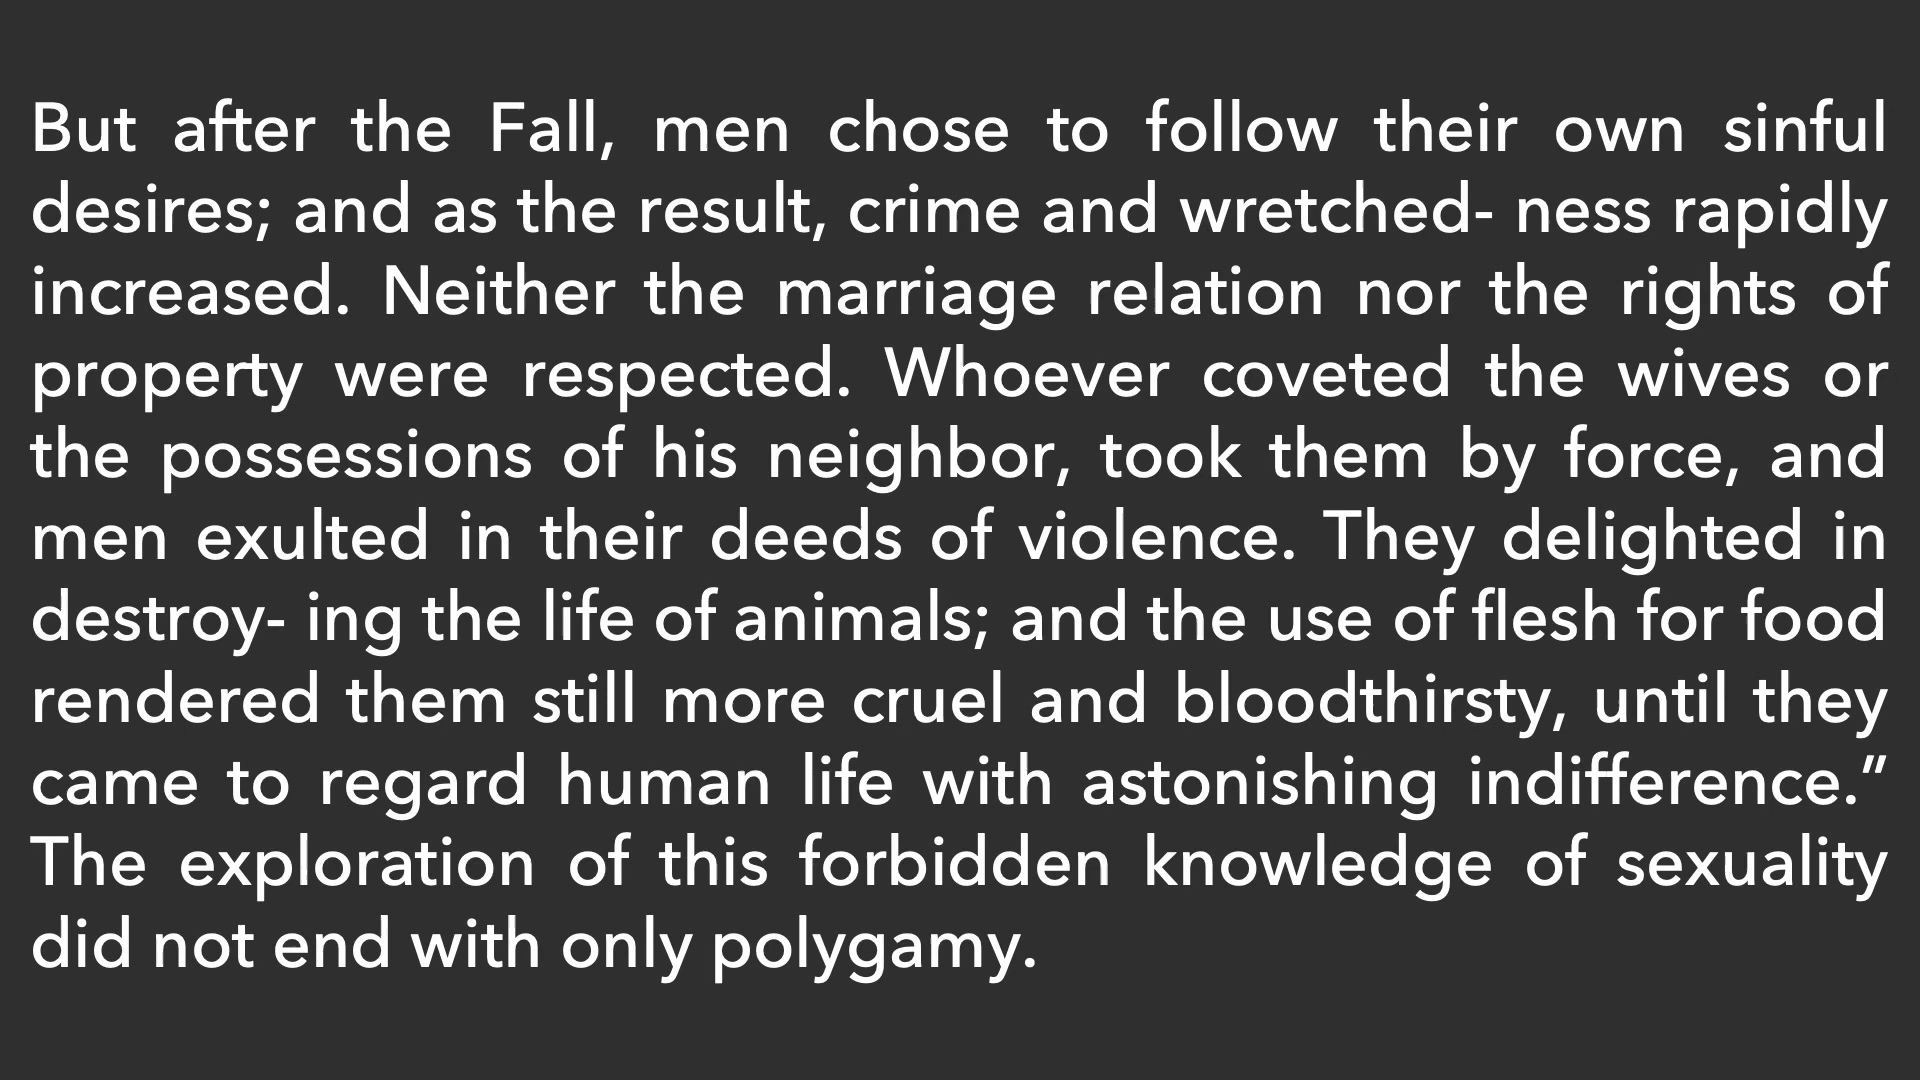 But after the Fall, men chose to follow their own sinful
desires; and as the result, crime and wretched- ness rapidly
increased. Neither the marriage relation nor the rights of
property were respected. Whoever coveted the wives or
the possessions of his neighbor, took them by force, and
men exulted in their deeds of violence. They delighted in
destroy- ing the life of animals; and the use of flesh for food
rendered them still more cruel and bloodthirsty, until they
came to regard human life with astonishing indifference.”
The exploration of this forbidden knowledge of sexuality
did not end with only polygamy.